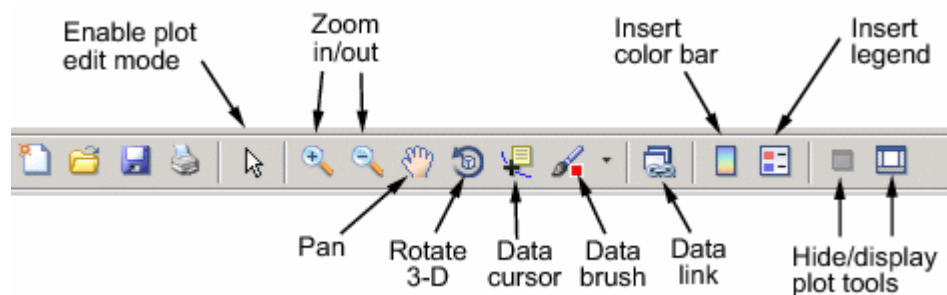 Enable plot
edit mode
Zoom
in/out
Insert
color bar
Insert
legend
Pan
Rotate
3-D
Data
cursor
Data
brush
Data
link
Hide/display
plot tools